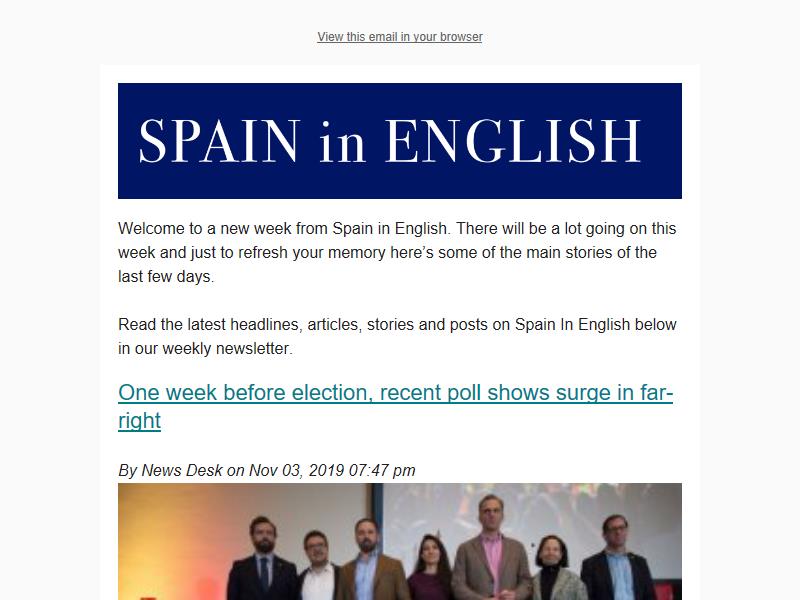 View this email in your browser
SPAIN in ENGLISH
Welcome to a new week from Spain in English. There will be a lot going on this
week and just to refresh your memory here’s some of the main stories of the
last few days.
Read the latest headlines, articles, stories and posts on Spain In English below
in our weekly newsletter.
One week before election, recent poll shows surge in far-
right
By News Desk on Nov 03, 2019 07:47 pm